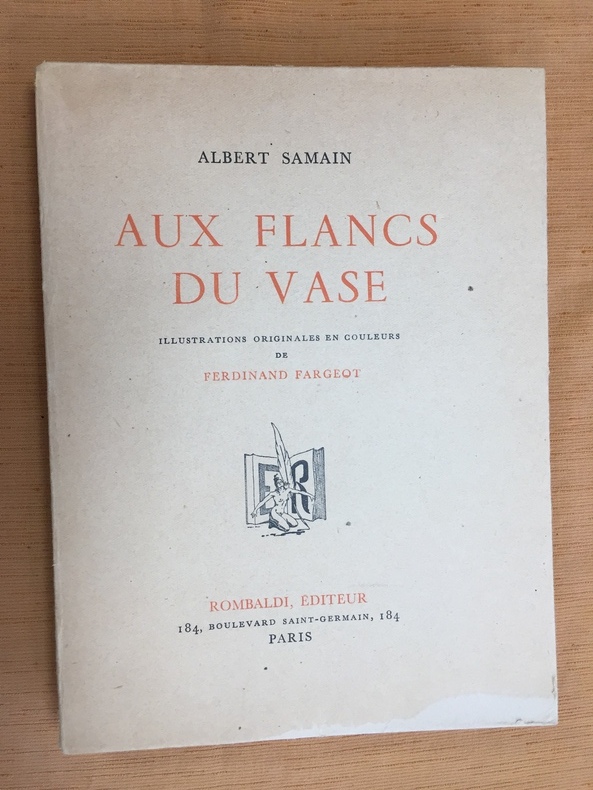 ALBERT SAMAIN
AUX FLANCS
DU VASE
ILLUSTRATIONS ORIGINALES EN COULEURS
DE
FERDINAND FARGEOT
ER
ROMBALDI, ÉDITEUR
184, BOULEVARD SAINT-GERMAIN, 184
PARIS